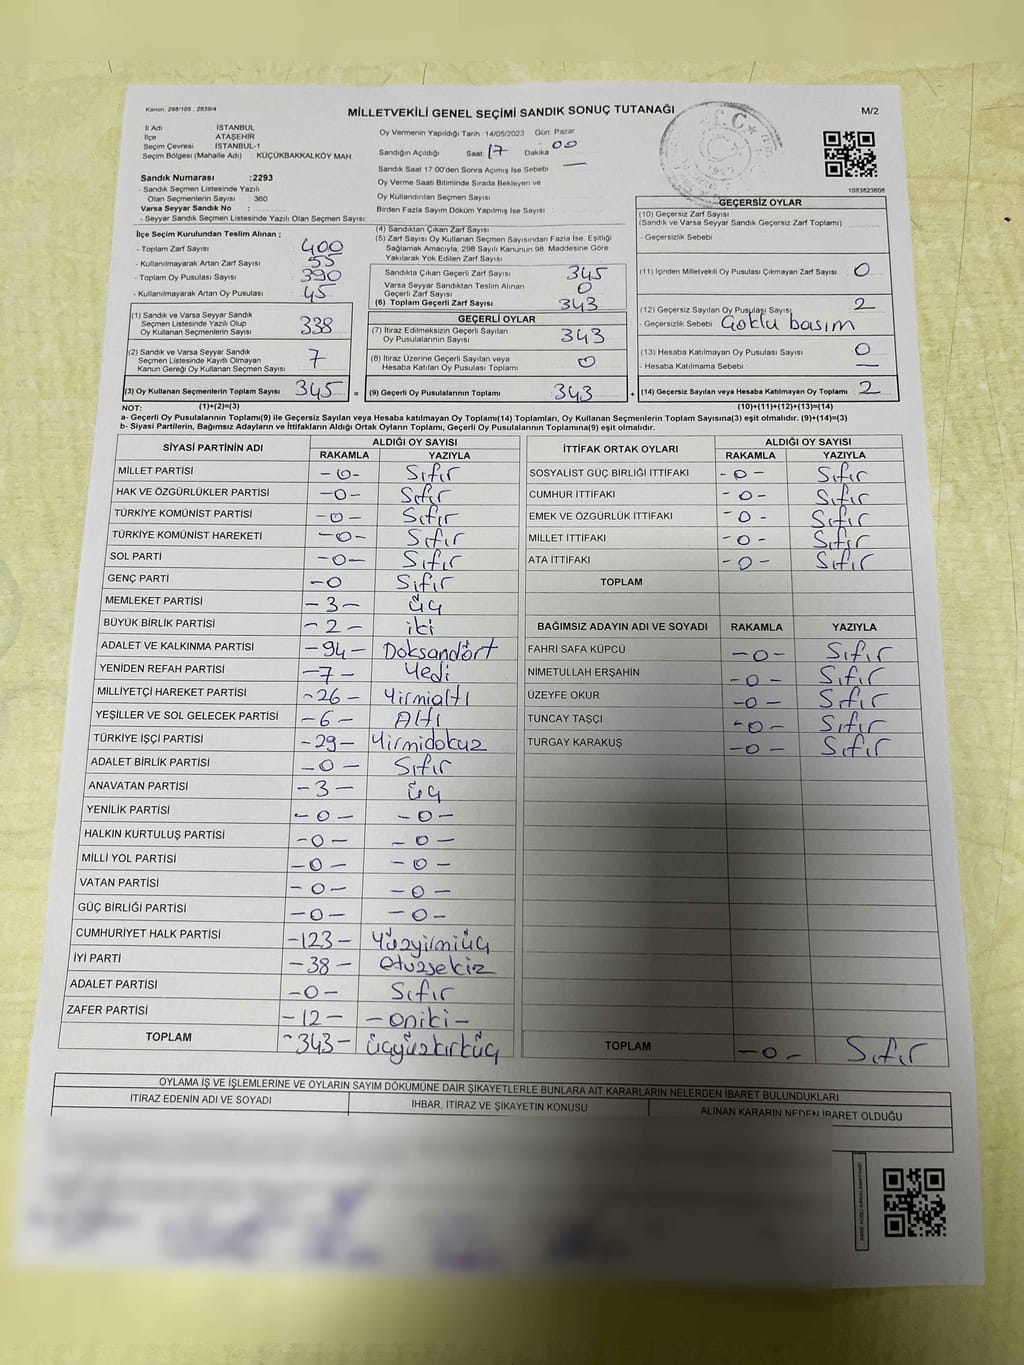 Kanun, 298/105 ; 2839/4
MİLLETVEKİLİ GENEL SEÇİMİ SANDIK SONUÇ TUTANAĞI
M/2
İl Adı İSTANBUL
İlçe ATAŞEHİR
Seçim Çevresi İSTANBUL-1
Seçim Bölgesi (Mahalle Adı) : KÜÇÜKBAKKALKÖY MAH.
Sandık Numarası :2293
- Sandık Seçmen Listesinde Yazılı
Olan Seçmenlerin Sayısı : 360
Varsa Seyyar Sandık No :
- Seyyar Sandık Seçmen Listesinde Yazılı Olan Seçmen Sayısı:
Oy Vermenin Yapıldığı Tarih :14/05/2023 Gün: Pazar
Sandığın Açıldığı Saat 17 Dakika 00
Sandık Saat 17.00'den Sonra Açılmış İse Sebebi : —
Oy Verme Saati Bitiminde Sırada Bekleyen ve
Oy Kullandırılan Seçmen Sayısı :
Birden Fazla Sayım Döküm Yapılmış İse Sayısı :
T.C.
1083823608
İlçe Seçim Kurulundan Teslim Alınan ;
- Toplam Zarf Sayısı : 400
- Kullanılmayarak Artan Zarf Sayısı : 55
- Toplam Oy Pusulası Sayısı : 390
- Kullanılmayarak Artan Oy Pusulası : 45
(1) Sandık ve Varsa Seyyar Sandık
Seçmen Listesinde Yazılı Olup
Oy Kullanan Seçmenlerin Sayısı : 338
(2) Sandık ve Varsa Seyyar Sandık
Seçmen Listesinde Kayıtlı Olmayan
Kanun Gereği Oy Kullanan Seçmen Sayısı : 7
(3) Oy Kullanan Seçmenlerin Toplam Sayısı 345 =
(4) Sandıktan Çıkan Zarf Sayısı :
(5) Zarf Sayısı Oy Kullanan Seçmen Sayısından Fazla İse, Eşitliği
Sağlamak Amacıyla, 298 Sayılı Kanunun 98. Maddesine Göre
Yakılarak Yok Edilen Zarf Sayısı :
Sandıkta Çıkan Geçerli Zarf Sayısı : 345
Varsa Seyyar Sandıktan Teslim Alınan
Geçerli Zarf Sayısı : 0
(6) Toplam Geçerli Zarf Sayısı : 343
GEÇERLİ OYLAR
(7) İtiraz Edilmeksizin Geçerli Sayılan
Oy Pusulalarının Sayısı : 343
(8) İtiraz Üzerine Geçerli Sayılan veya
Hesaba Katılan Oy Pusulası Toplamı : 0
(9) Geçerli Oy Pusulalarının Toplamı : 343 +
GEÇERSİZ OYLAR
(10) Geçersiz Zarf Sayısı
(Sandık ve Varsa Seyyar Sandık Geçersiz Zarf Toplamı) :
- Geçersizlik Sebebi :
(11) İçinden Milletvekili Oy Pusulası Çıkmayan Zarf Sayısı : 0
(12) Geçersiz Sayılan Oy Pusulası Sayısı : 2
- Geçersizlik Sebebi : Çoklu basım
(13) Hesaba Katılmayan Oy Pusulası Sayısı : 0
- Hesaba Katılmama Sebebi : —
(14) Geçersiz Sayılan veya Hesaba Katılmayan Oy Toplamı : 2
NOT: (1)+(2)=(3) (10)+(11)+(12)+(13)=(14)
a- Geçerli Oy Pusulalarının Toplamı(9) ile Geçersiz Sayılan veya Hesaba katılmayan Oy Toplamı(14) Toplamları, Oy Kullanan Seçmenlerin Toplam Sayısına(3) eşit olmalıdır. (9)+(14)=(3)
b- Siyasi Partilerin, Bağımsız Adayların ve İttifakların Aldığı Ortak Oyların Toplamı, Geçerli Oy Pusulalarının Toplamına(9) eşit olmalıdır.
SİYASİ PARTİNİN ADI ALDIĞI OY SAYISI
RAKAMLA YAZIYLA
MİLLET PARTİSİ -0- Sıfır
HAK VE ÖZGÜRLÜKLER PARTİSİ -0- Sıfır
TÜRKİYE KOMÜNİST PARTİSİ -0- Sıfır
TÜRKİYE KOMÜNİST HAREKETİ -0- Sıfır
SOL PARTİ -0- Sıfır
GENÇ PARTİ -0 Sıfır
MEMLEKET PARTİSİ -3- üç
BÜYÜK BİRLİK PARTİSİ -2- iki
ADALET VE KALKINMA PARTİSİ -94- Doksandört
YENİDEN REFAH PARTİSİ -7- Yedi
MİLLİYETÇİ HAREKET PARTİSİ -26- Yirmialtı
YEŞİLLER VE SOL GELECEK PARTİSİ -6- Altı
TÜRKİYE İŞÇİ PARTİSİ -29- Yirmidokuz
ADALET BİRLİK PARTİSİ -0- Sıfır
ANAVATAN PARTİSİ -3- üç
YENİLİK PARTİSİ -0- -0-
HALKIN KURTULUŞ PARTİSİ -0- -0-
MİLLİ YOL PARTİSİ -0- -0-
VATAN PARTİSİ -0- -0-
GÜÇ BİRLİĞİ PARTİSİ -0- -0-
CUMHURİYET HALK PARTİSİ -123- Yüzyirmiüç
İYİ PARTİ -38- otuzsekiz
ADALET PARTİSİ -0- Sıfır
ZAFER PARTİSİ -12- -oniki-
TOPLAM -343- üçyüzkırküç
İTTİFAK ORTAK OYLARI ALDIĞI OY SAYISI
RAKAMLA YAZIYLA
SOSYALİST GÜÇ BİRLİĞİ İTTİFAKI -0- Sıfır
CUMHUR İTTİFAKI -0- Sıfır
EMEK VE ÖZGÜRLÜK İTTİFAKI -0- Sıfır
MİLLET İTTİFAKI -0- Sıfır
ATA İTTİFAKI -0- Sıfır
TOPLAM
BAĞIMSIZ ADAYIN ADI VE SOYADI RAKAMLA YAZIYLA
FAHRİ SAFA KÜPCÜ -0- Sıfır
NİMETULLAH ERŞAHİN -0- Sıfır
ÜZEYFE OKUR -0- Sıfır
TUNCAY TAŞÇI -0- Sıfır
TURGAY KARAKUŞ -0- Sıfır
TOPLAM -0- Sıfır
OYLAMA İŞ VE İŞLEMLERİNE VE OYLARIN SAYIM DÖKÜMÜNE DAİR ŞİKAYETLERLE BUNLARA AİT KARARLARIN NELERDEN İBARET BULUNDUKLARI
İTİRAZ EDENİN ADI VE SOYADI İHBAR, İTİRAZ VE ŞİKAYETİN KONUSU ALINAN KARARIN NEDEN İBARET OLDUĞU